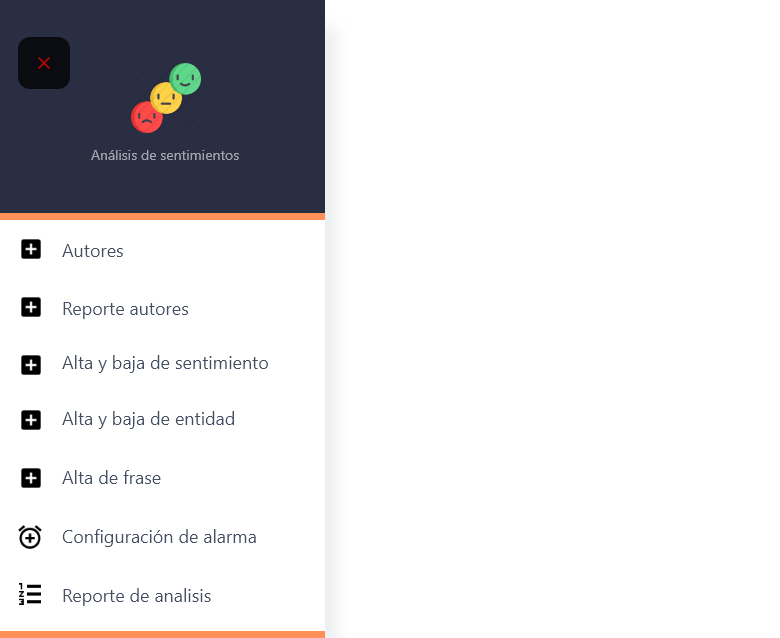 Análisis de sentimientos
Autores
Reporte autores
Alta y baja de sentimiento
Alta y baja de entidad
Alta de frase
Configuración de alarma
Reporte de analisis